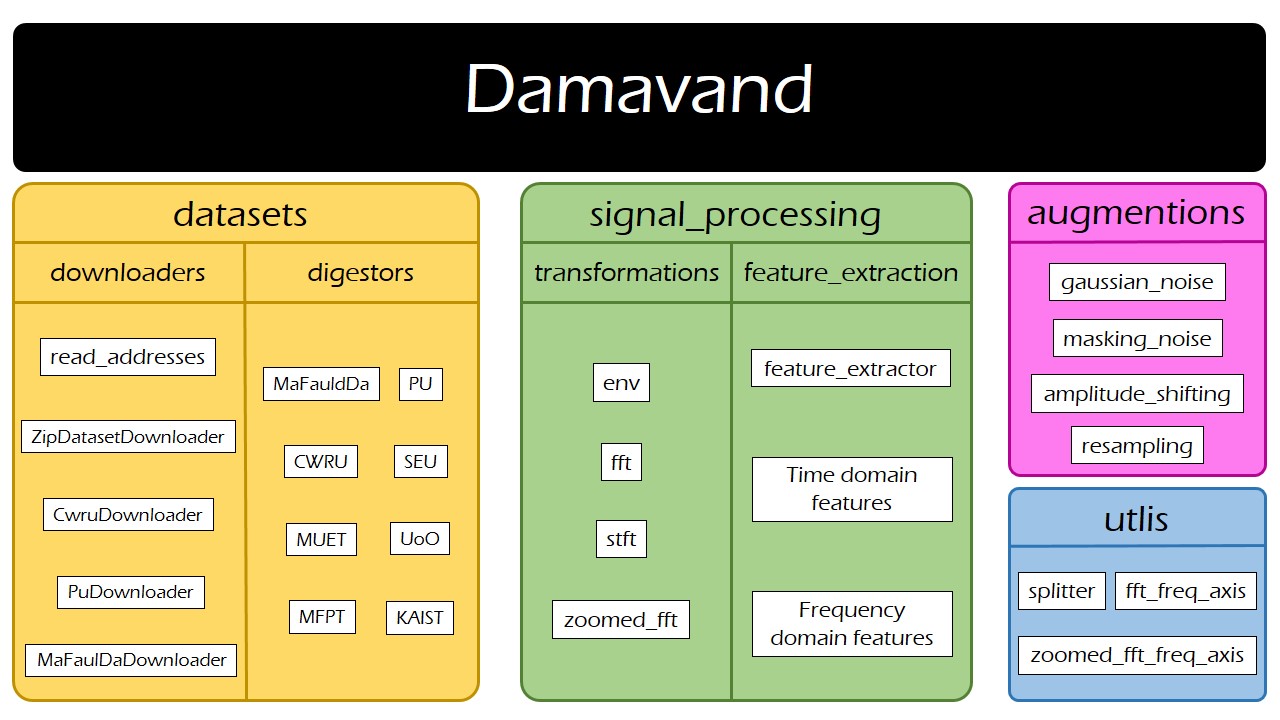 Damavand
datasets
downloaders
digestors
read_addresses
ZipDatasetDownloader
CwruDownloader
PuDownloader
MaFaulDaDownloader
MaFauldDa
PU
CWRU
SEU
MUET
UoO
MFPT
KAIST
signal_processing
transformations
feature_extraction
env
fft
stft
zoomed_fft
feature_extractor
Time domain
features
Frequency
domain features
augmentions
gaussian_noise
masking_noise
amplitude_shifting
resampling
utlis
splitter
fft_freq_axis
zoomed_fft_freq_axis